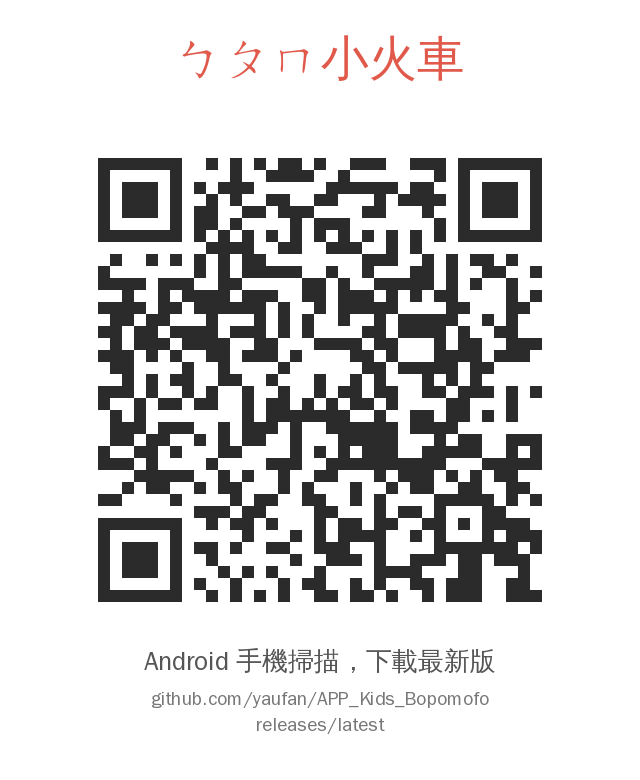 ㄅㄆㄇ小火車
Android 手機掃描，下載最新版
github.com/yaufan/APP_Kids_Bopomofo
releases/latest